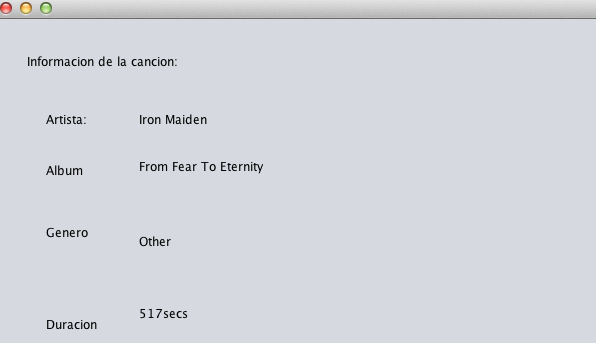 Informacion de la cancion:
Artista: Iron Maiden
Album From Fear To Eternity
Genero Other
Duracion 517secs